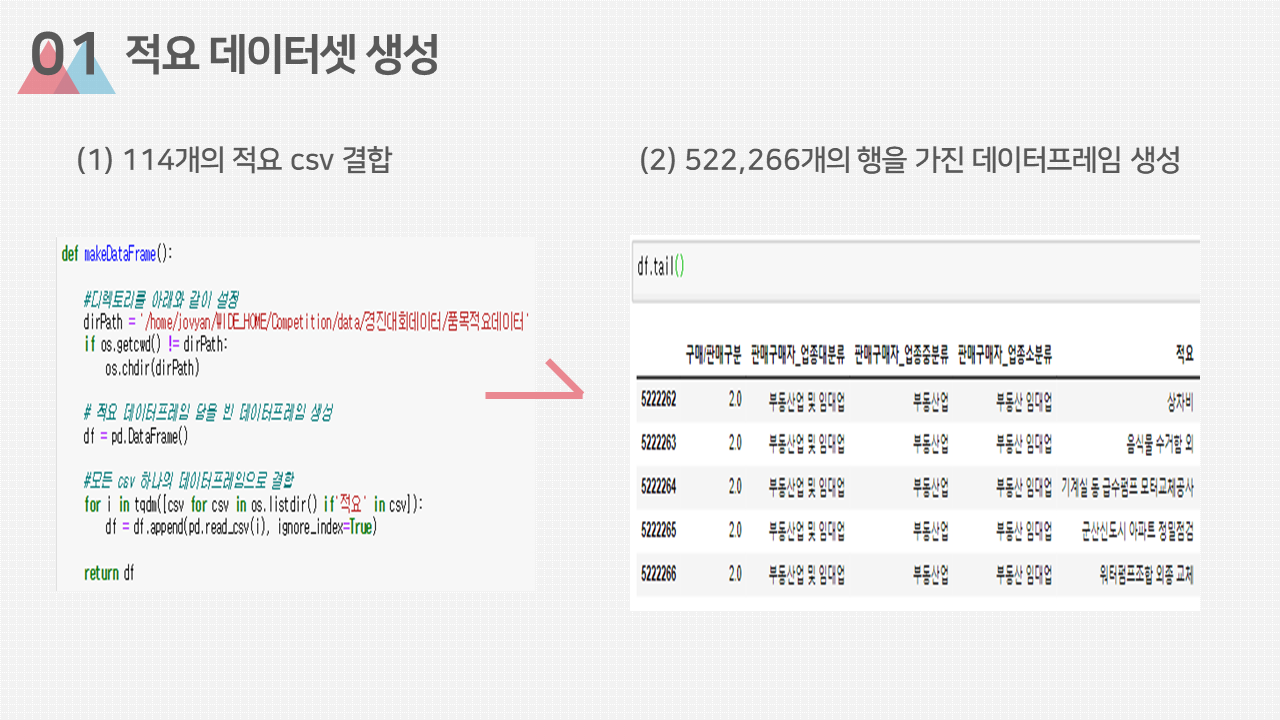 01 적요 데이터셋 생성
(1) 114개의 적요 csv 결합
def makeDataFrame():
#디렉토리를 아래와 같이 설정
dirPath = '/home/jovyan/WIDE_HOME/Competition/data/경진대회데이터/품목적요데이터'
if os.getcwd() != dirPath:
os.chdir(dirPath)
# 적요 데이터프레임 담을 빈 데이터프레임 생성
df = pd.DataFrame()
#모든 csv 하나의 데이터프레임으로 결합
for i in tqdm([csv for csv in os.listdir() if'적요' in csv]):
df = df.append(pd.read_csv(i), ignore_index=True)
return df
(2) 522,266개의 행을 가진 데이터프레임 생성
df.tail()
구매/판매구분 판매구매자_업종대분류 판매구매자_업종중분류 판매구매자_업종소분류 적요
5222262 2.0 부동산업 및 임대업 부동산업 부동산 임대업 상차비
5222263 2.0 부동산업 및 임대업 부동산업 부동산 임대업 음식물 수거함 외
5222264 2.0 부동산업 및 임대업 부동산업 부동산 임대업 기계실 동 급수펌프 모타교체공사
5222265 2.0 부동산업 및 임대업 부동산업 부동산 임대업 군산신도시 아파트 정밀점검
5222266 2.0 부동산업 및 임대업 부동산업 부동산 임대업 워터펌프조합 외종 교체